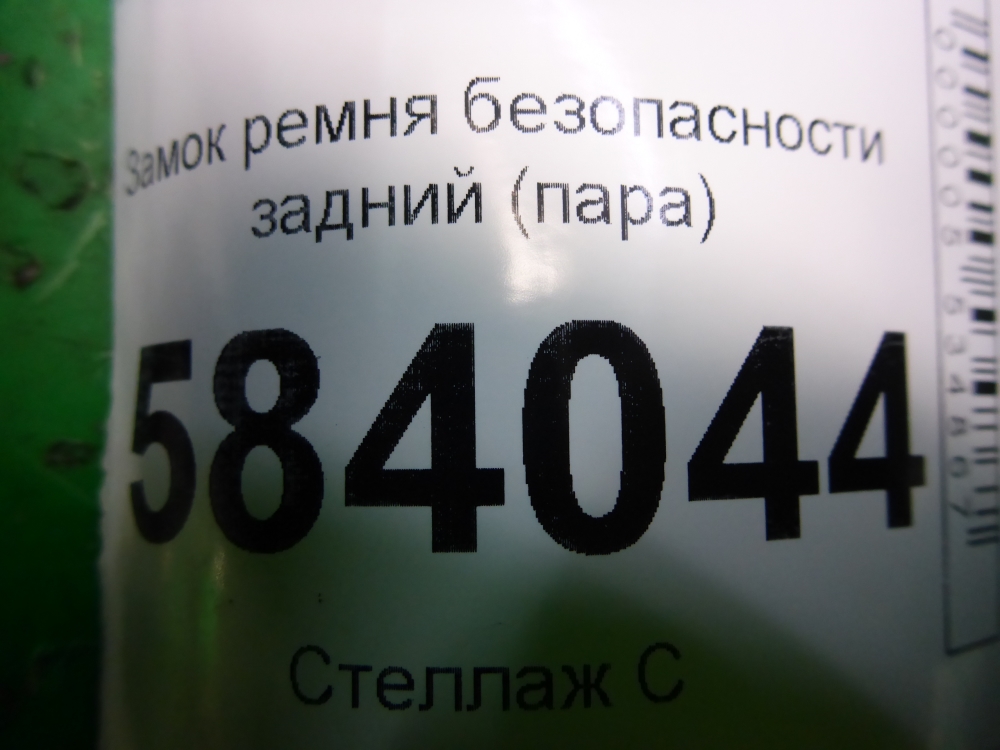 Замок ремня безопасности
задний (пара)
584044
Стеллаж С